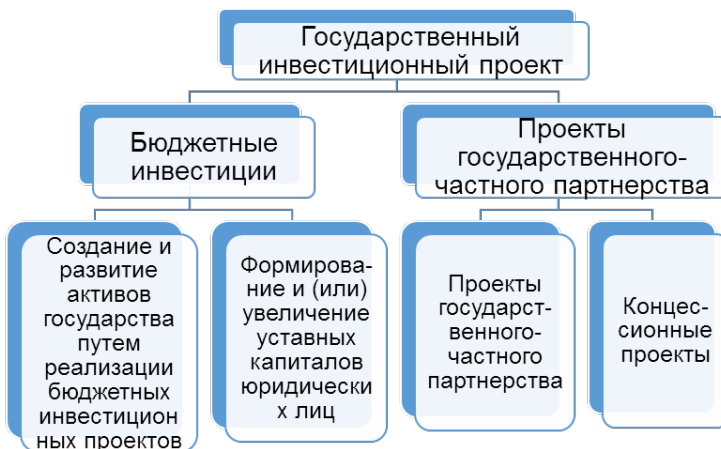 Государственный
инвестиционный проект
Бюджетные
инвестиции
Проекты
государственного-
частного партнерства
Создание и
развитие
активов
государства
путем
реализации
бюджетных
инвестицион
ных проектов
Формирова-
ние и (или)
увеличение
уставных
капиталов
юридически
х лиц
Проекты
государст-
венного-
частного
партнерства
Концес-
сионные
проекты